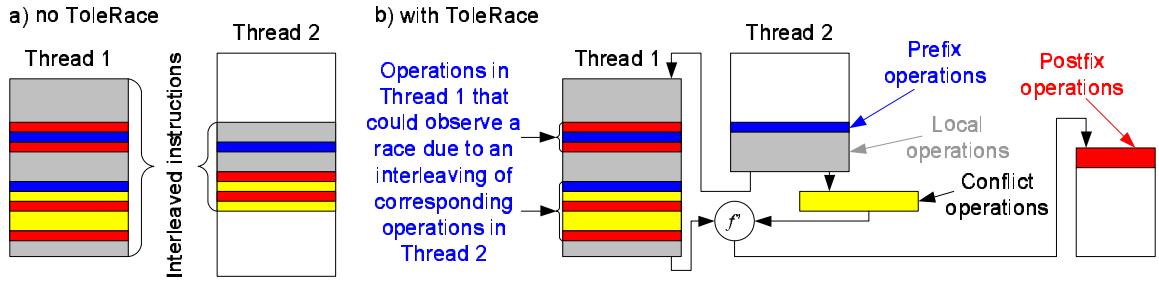 a) no ToleRace
Thread 1
Interleaved instructions
Thread 2
b) with ToleRace
Operations in
Thread 1 that
could observe a
race due to an
interleaving of
corresponding
operations in
Thread 2
Thread 1
Thread 2
Prefix
operations
Local
operations
Conflict
operations
f'
Postfix
operations